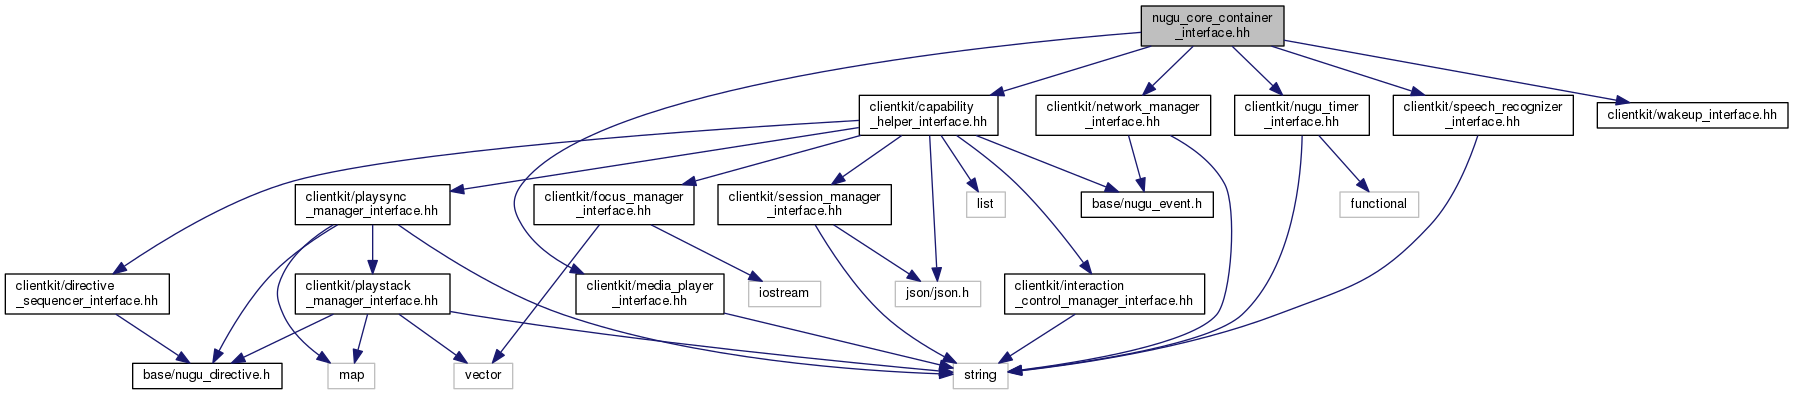 nugu_core_container
_interface.hh
clientkit/capability
_helper_interface.hh
clientkit/network_manager
_interface.hh
clientkit/nugu_timer
_interface.hh
clientkit/speech_recognizer
_interface.hh
clientkit/wakeup_interface.hh
clientkit/playsync
_manager_interface.hh
clientkit/focus_manager
_interface.hh
clientkit/session_manager
_interface.hh
list
base/nugu_event.h
functional
clientkit/directive
_sequencer_interface.hh
clientkit/playstack
_manager_interface.hh
clientkit/media_player
_interface.hh
iostream
json/json.h
clientkit/interaction
_control_manager_interface.hh
base/nugu_directive.h
map
vector
string